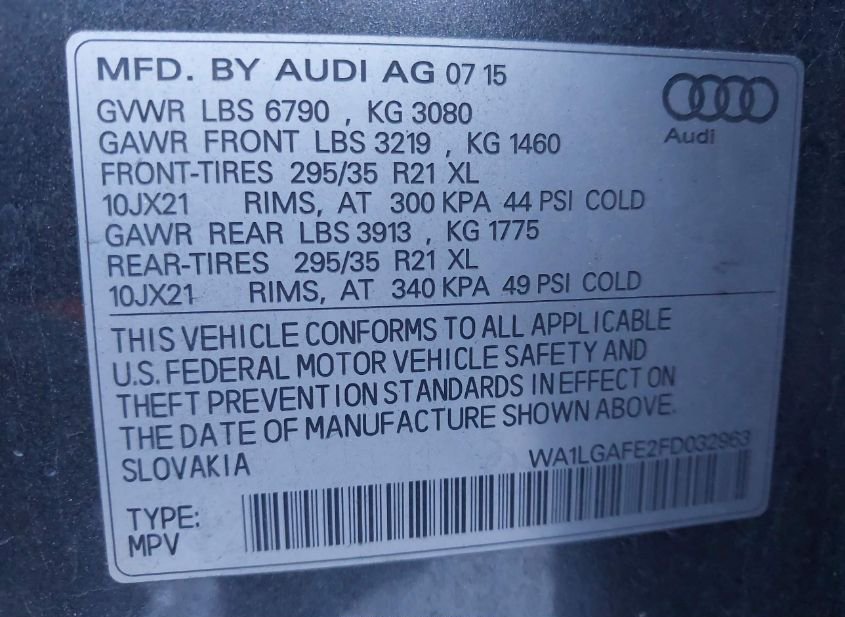 MFD. BY AUDI AG 07 15
GVWR LBS 6790 , KG 3080
GAWR FRONT LBS 3219 , KG 1460
FRONT-TIRES 295/35 R21 XL
10JX21 RIMS, AT 300 KPA 44 PSI COLD
GAWR REAR LBS 3913 , KG 1775
REAR-TIRES 295/35 R21 XL
10JX21 RIMS, AT 340 KPA 49 PSI COLD
Audi
THIS VEHICLE CONFORMS TO ALL APPLICABLE
U.S. FEDERAL MOTOR VEHICLE SAFETY AND
THEFT PREVENTION STANDARDS IN EFFECT ON
THE DATE OF MANUFACTURE SHOWN ABOVE.
SLOVAKIA WA1LGAFE2FD032963
TYPE:
MPV